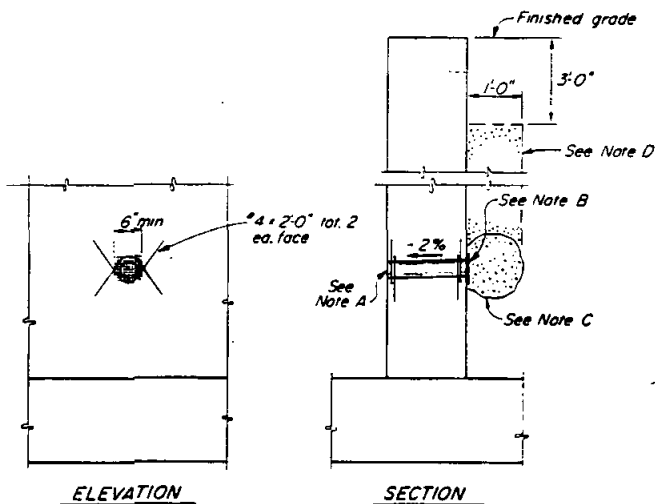 Finished grade
1'-0"
3'-0"
See Note D
See Note B
6" min
#4 × 2'-0" tot. 2
ea. face
2%
See
Note A
See Note C
ELEVATION
SECTION